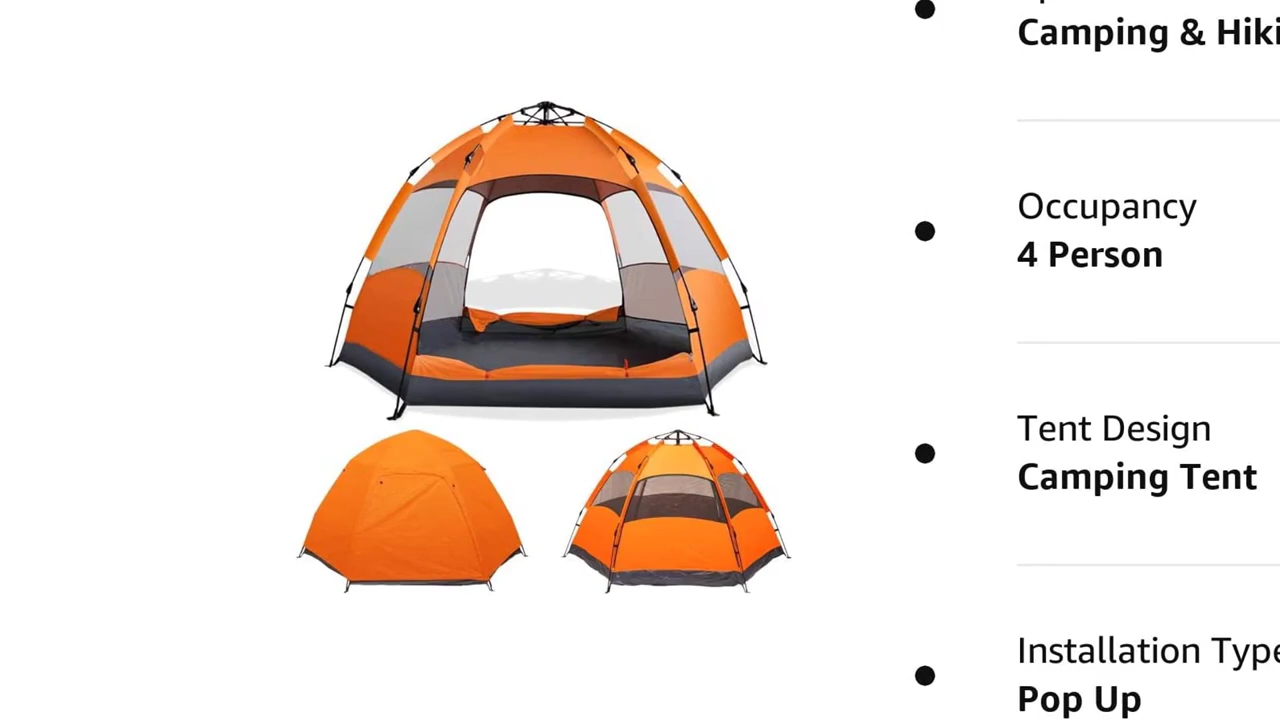 Camping & Hiki
Occupancy
4 Person
Tent Design
Camping Tent
Installation Type
Pop Up